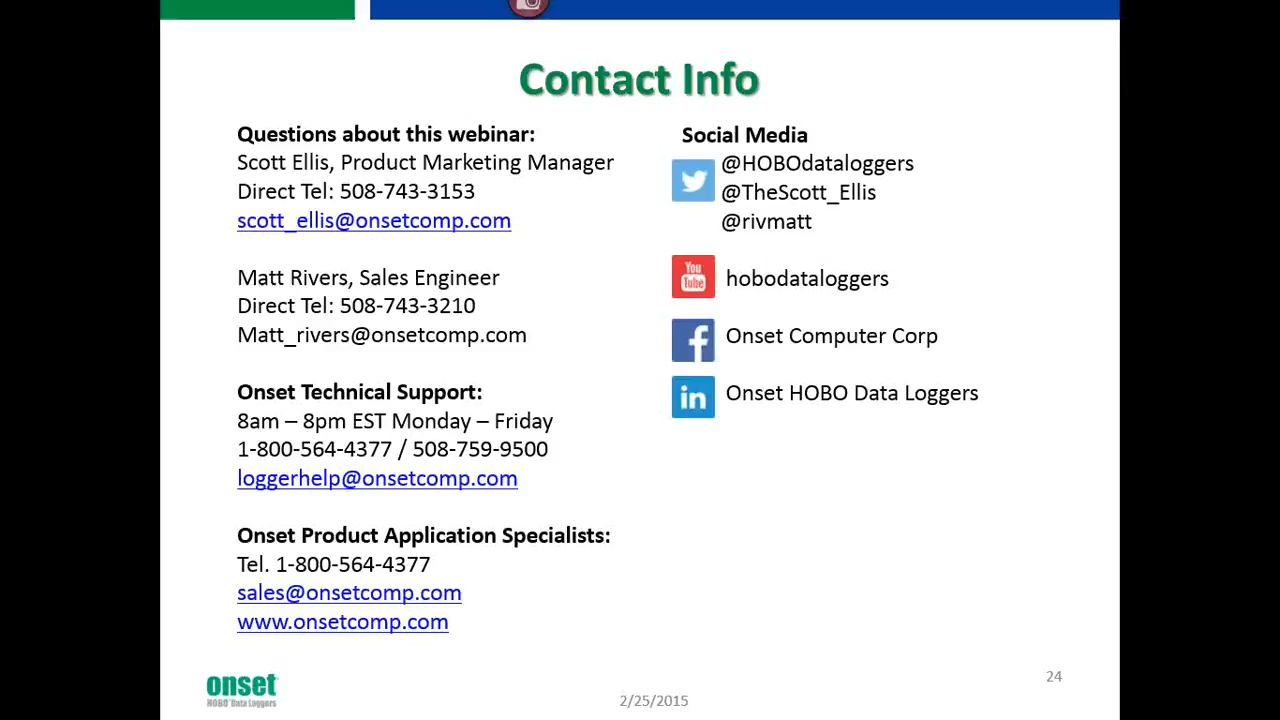 Contact Info
Questions about this webinar:
Scott Ellis, Product Marketing Manager
Direct Tel: 508-743-3153
scott_ellis@onsetcomp.com
Matt Rivers, Sales Engineer
Direct Tel: 508-743-3210
Matt_rivers@onsetcomp.com
Onset Technical Support:
8am – 8pm EST Monday – Friday
1-800-564-4377 / 508-759-9500
loggerhelp@onsetcomp.com
Onset Product Application Specialists:
Tel. 1-800-564-4377
sales@onsetcomp.com
www.onsetcomp.com
Social Media
@HOBOdataloggers
@TheScott_Ellis
@rivmatt
You
Tube
hobodataloggers
f
Onset Computer Corp
in
Onset HOBO Data Loggers
onset
HOBO Data Loggers
2/25/2015
24